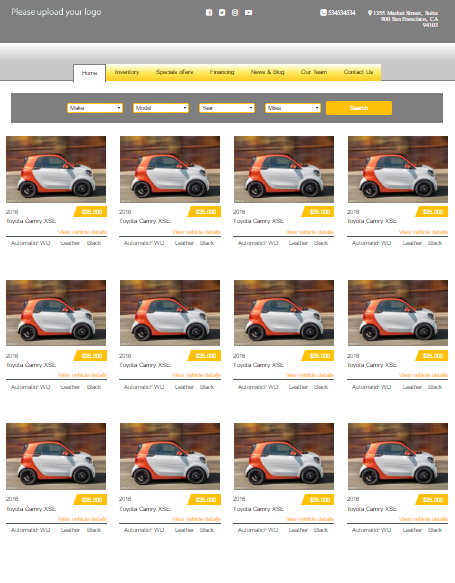 Please upload your logo
534534534
1355 Market Street, Suite
900 San Francisco, CA
94103
Home Inventory Specials offers Financing News & Blog Our Team Contact Us
Make Model Year Miles Search
2016 $25.000 2016 $25.000 2016 $25.000 2016 $25.000
Toyota Camry XSE Toyota Camry XSE Toyota Camry XSE Toyota Camry XSE
View vehicle details View vehicle details View vehicle details View vehicle details
Automatic FWD Leather Black Automatic FWD Leather Black Automatic FWD Leather Black Automatic FWD Leather Black
2016 $25.000 2016 $25.000 2016 $25.000 2016 $25.000
Toyota Camry XSE Toyota Camry XSE Toyota Camry XSE Toyota Camry XSE
View vehicle details View vehicle details View vehicle details View vehicle details
Automatic FWD Leather Black Automatic FWD Leather Black Automatic FWD Leather Black Automatic FWD Leather Black
2016 $25.000 2016 $25.000 2016 $25.000 2016 $25.000
Toyota Camry XSE Toyota Camry XSE Toyota Camry XSE Toyota Camry XSE
View vehicle details View vehicle details View vehicle details View vehicle details
Automatic FWD Leather Black Automatic FWD Leather Black Automatic FWD Leather Black Automatic FWD Leather Black